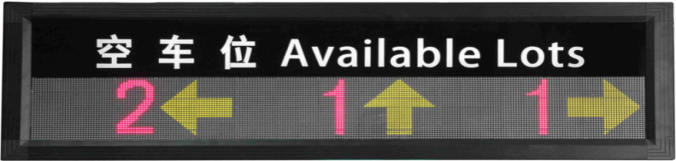 空车位 Available Lots
2 ← 1 ↑ 1 →